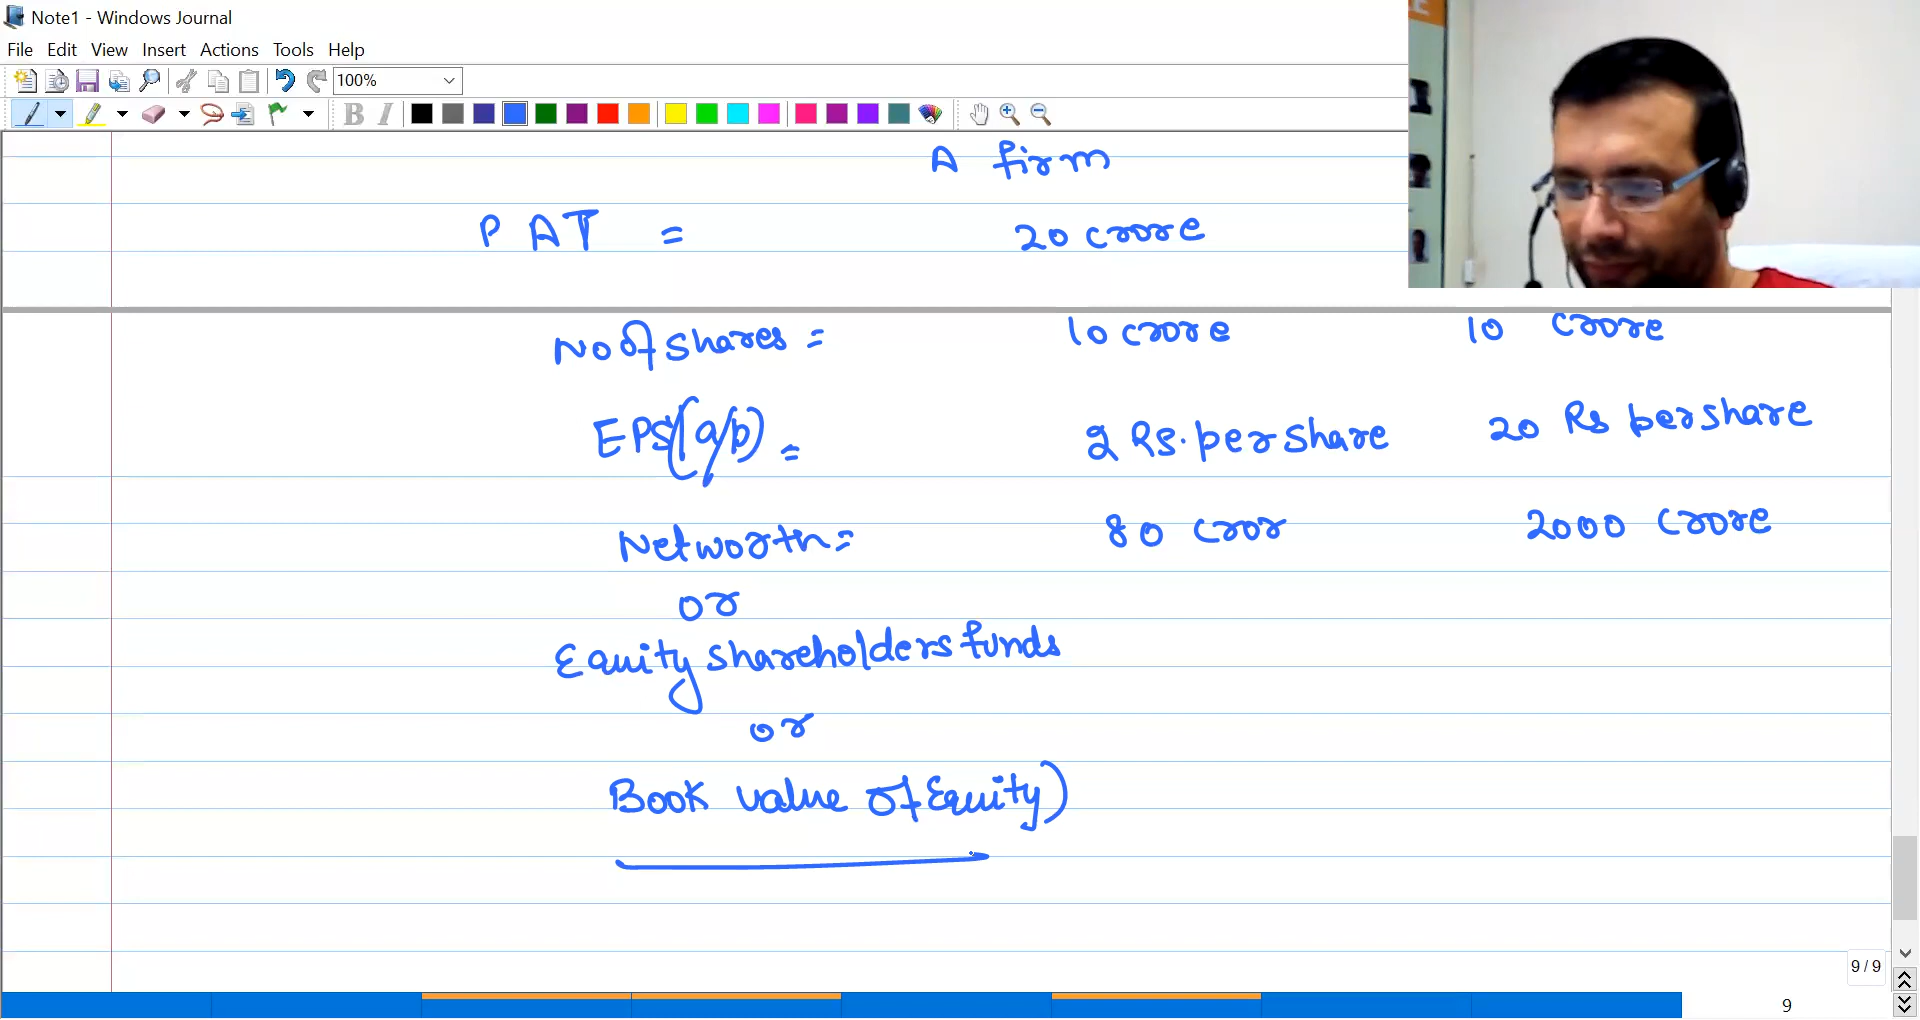 Note1 - Windows Journal
File Edit View Insert Actions Tools Help
100%
B I
A firm
PAT = 20 crore
No of shares = 10 crore 10 crore
EPS(a/b) = 2 Rs. per share 20 Rs per share
Networth = 80 cror 2000 crore
or
Equity shareholders funds
or
Book value of Equity)
9 / 9
9